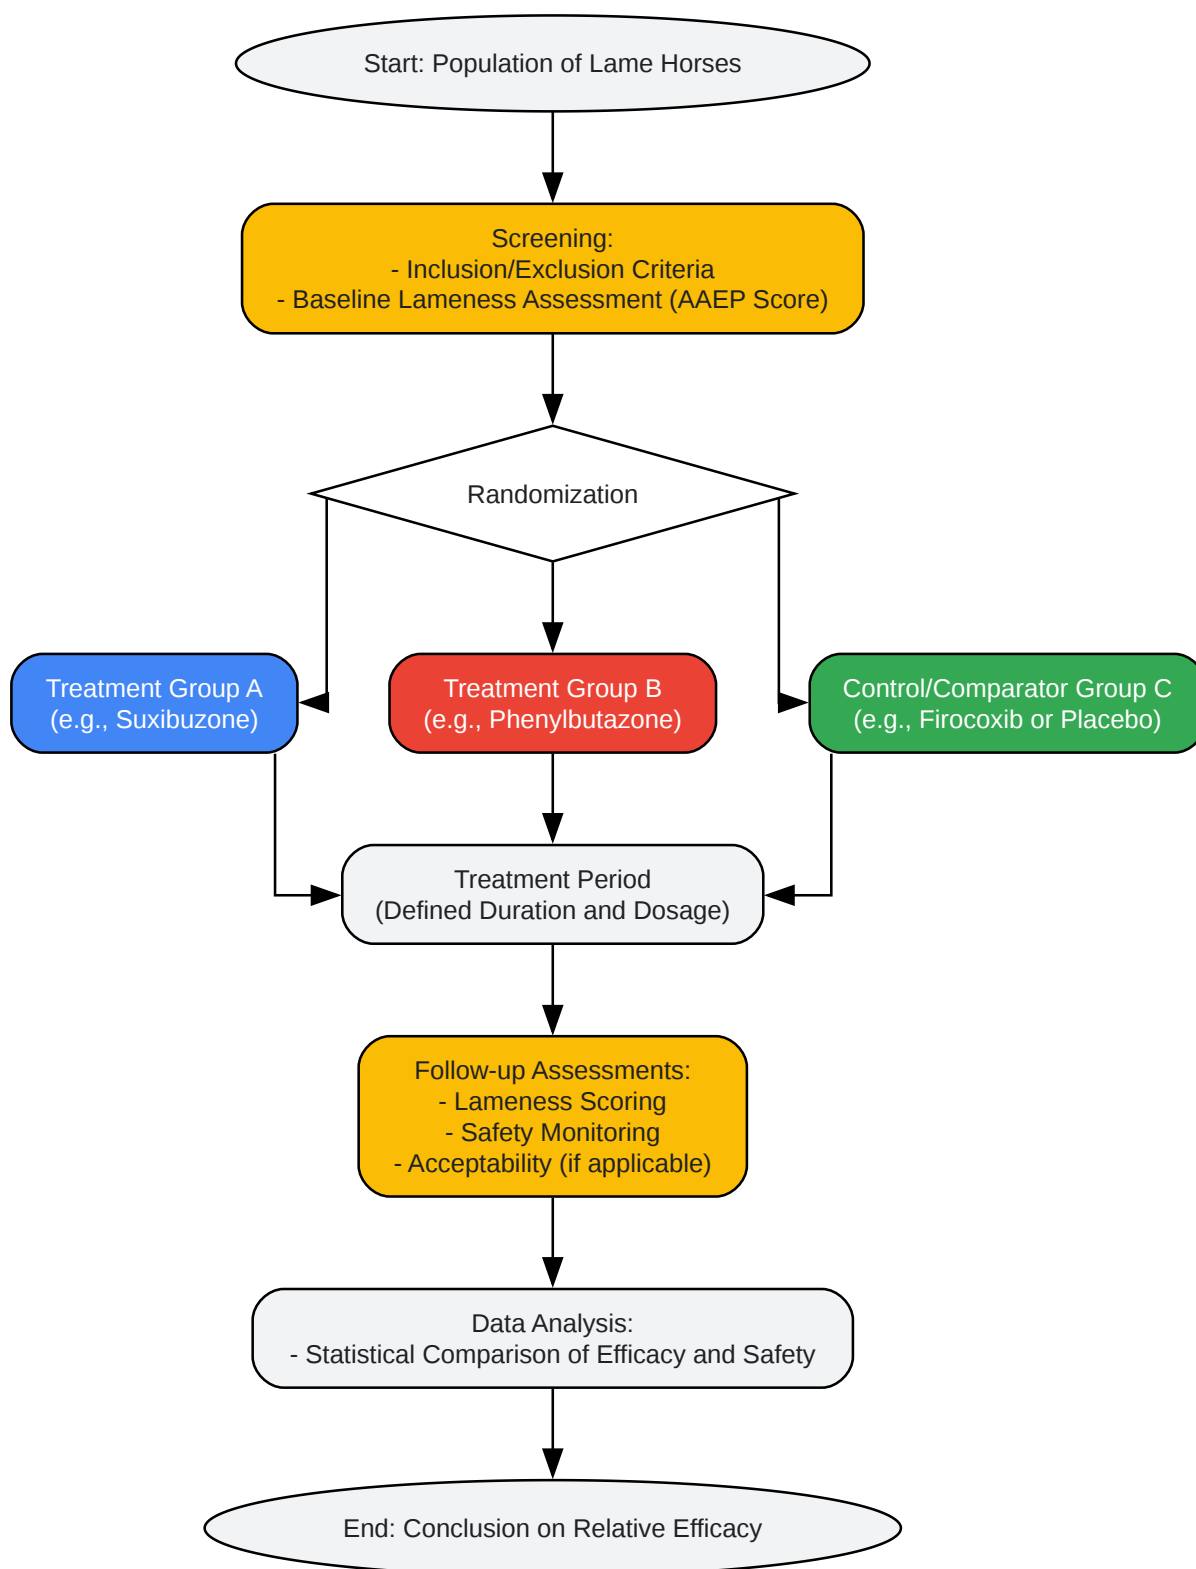 Start: Population of Lame Horses
Screening:
- Inclusion/Exclusion Criteria
- Baseline Lameness Assessment (AAEP Score)
Randomization
Treatment Group A
(e.g., Suxibuzone)
Treatment Group B
(e.g., Phenylbutazone)
Control/Comparator Group C
(e.g., Firocoxib or Placebo)
Treatment Period
(Defined Duration and Dosage)
Follow-up Assessments:
- Lameness Scoring
- Safety Monitoring
- Acceptability (if applicable)
Data Analysis:
- Statistical Comparison of Efficacy and Safety
End: Conclusion on Relative Efficacy